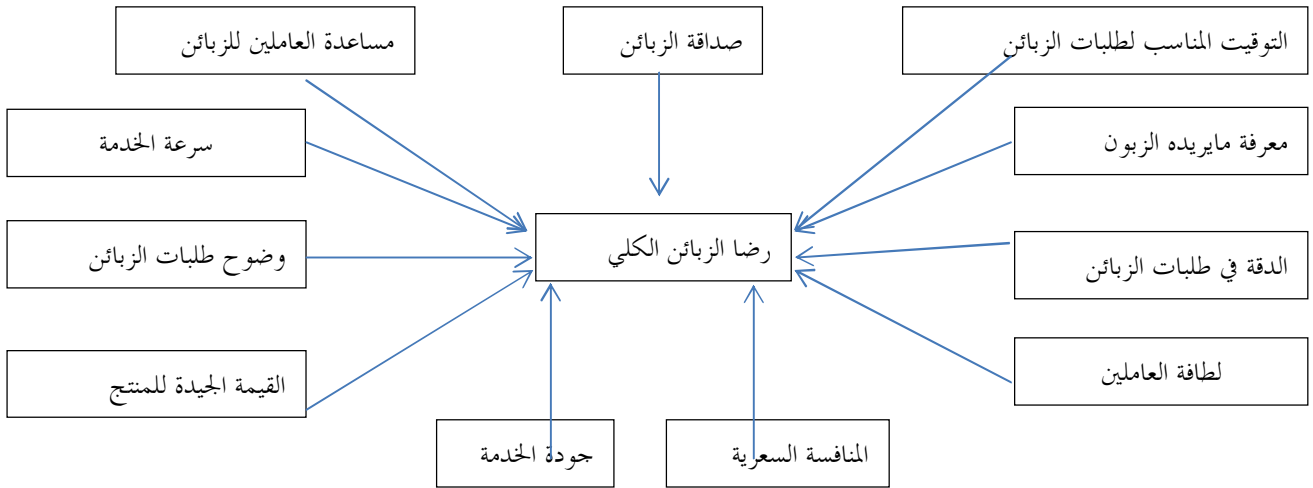 التوقيت المناسب لطلبات الزبائن
صداقة الزبائن
مساعدة العاملين للزبائن
معرفة مايريده الزبون
سرعة الخدمة
رضا الزبائن الكلي
الدقة في طلبات الزبائن
وضوح طلبات الزبائن
لطافة العاملين
القيمة الجيدة للمنتج
المنافسة السعرية
جودة الخدمة